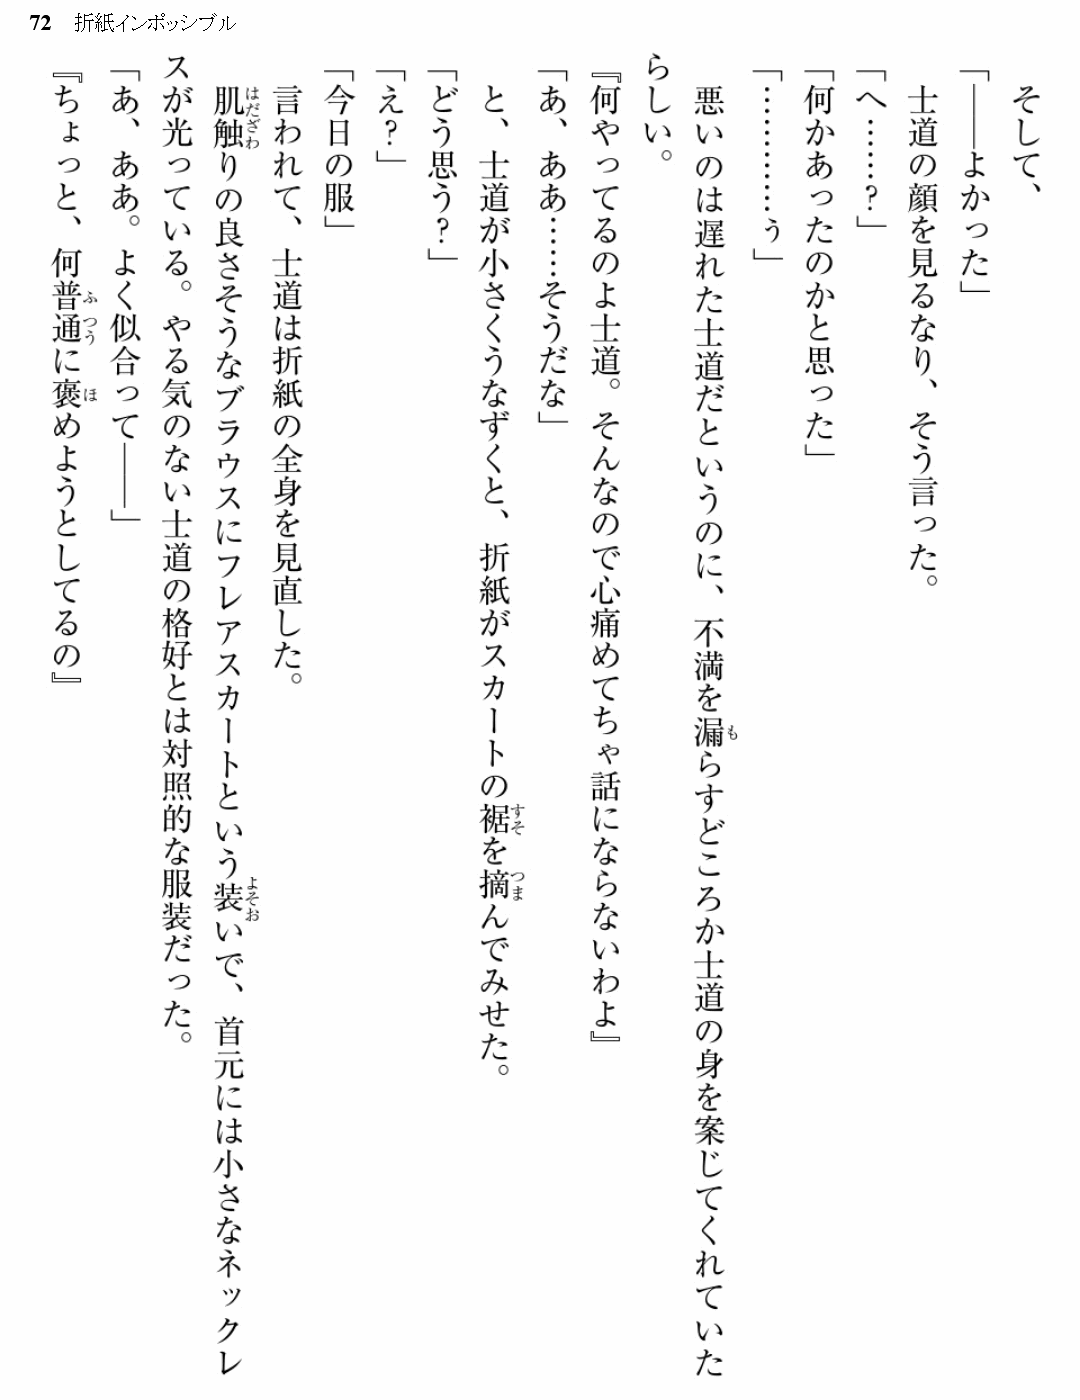 72 折紙インポッシブル
そして、
「――よかった」
士道の顔を見るなり、そう言った。
「へ……？」
「何かあったのかと思った」
「…………ぅ」
悪いのは遅れた士道だというのに、不満を漏らすどころか士道の身を案じてくれていた
らしい。
『何やってるのよ士道。そんなので心痛めてちゃ話にならないわよ』
「あ、ああ……そうだな」
と、士道が小さくうなずくと、折紙がスカートの裾を摘んでみせた。
「どう思う？」
「え？」
「今日の服」
言われて、士道は折紙の全身を見直した。
肌触りの良さそうなブラウスにフレアスカートという装いで、首元には小さなネックレ
スが光っている。やる気のない士道の格好とは対照的な服装だった。
「あ、ああ。よく似合って――」
『ちょっと、何普通に褒めようとしてるの』